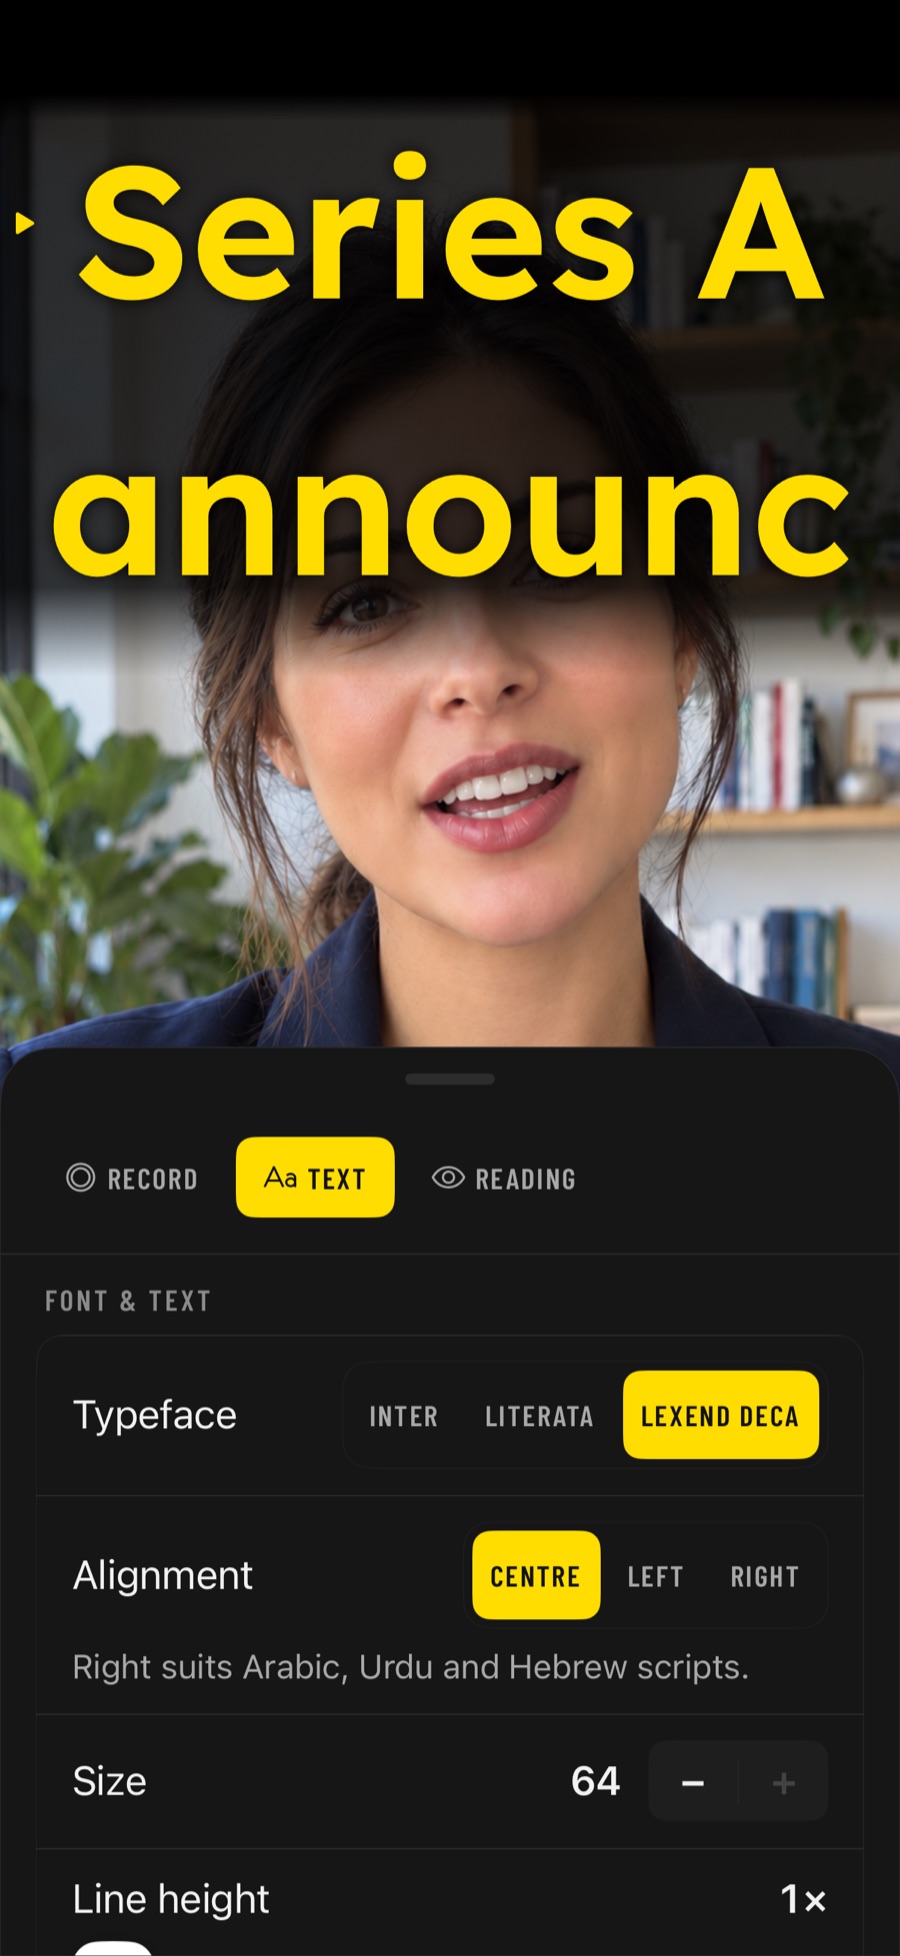 Series A
announc
RECORD
Aa TEXT
READING
FONT & TEXT
Typeface INTER LITERATA LEXEND DECA
Alignment CENTRE LEFT RIGHT
Right suits Arabic, Urdu and Hebrew scripts.
Size 64 − +
Line height 1×